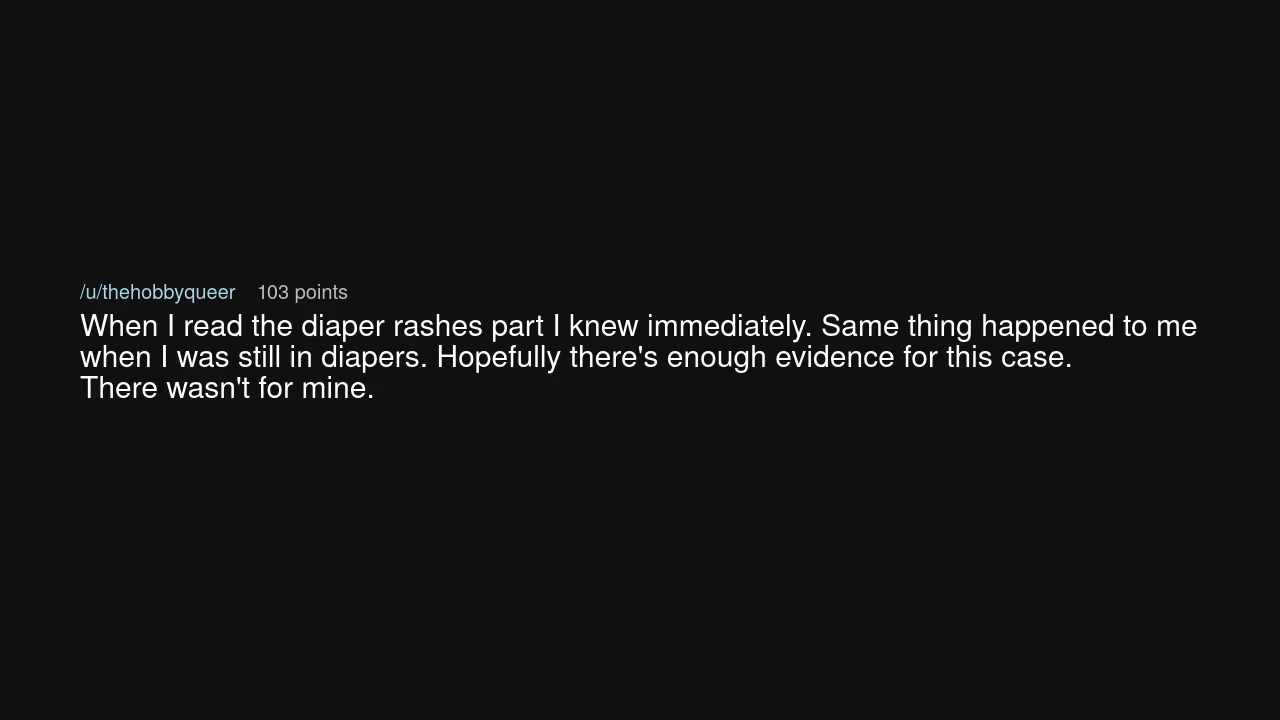 /u/thehobbyqueer 103 points
When I read the diaper rashes part I knew immediately. Same thing happened to me
when I was still in diapers. Hopefully there's enough evidence for this case.
There wasn't for mine.